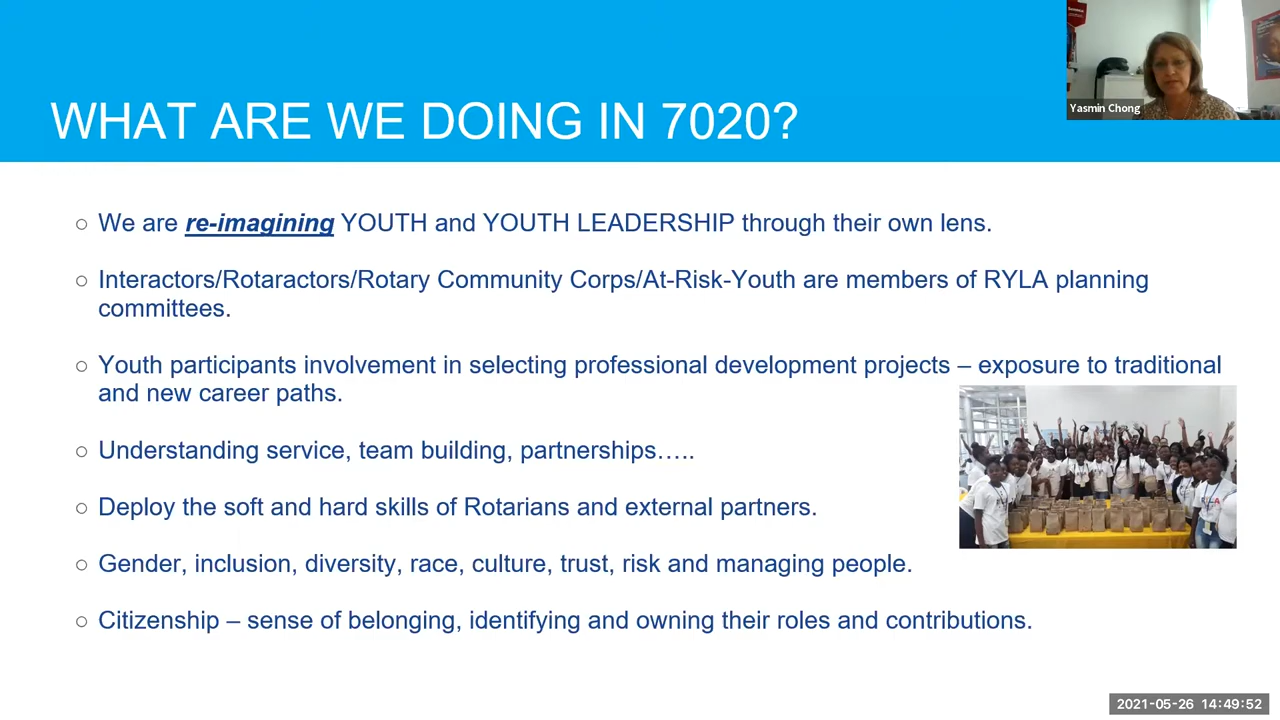 WHAT ARE WE DOING IN 7020?
Yasmin Chong
○ We are re-imagining YOUTH and YOUTH LEADERSHIP through their own lens.
○ Interactors/Rotaractors/Rotary Community Corps/At-Risk-Youth are members of RYLA planning
committees.
○ Youth participants involvement in selecting professional development projects – exposure to traditional
and new career paths.
○ Understanding service, team building, partnerships…..
○ Deploy the soft and hard skills of Rotarians and external partners.
○ Gender, inclusion, diversity, race, culture, trust, risk and managing people.
○ Citizenship – sense of belonging, identifying and owning their roles and contributions.
2021-05-26 14:49:52